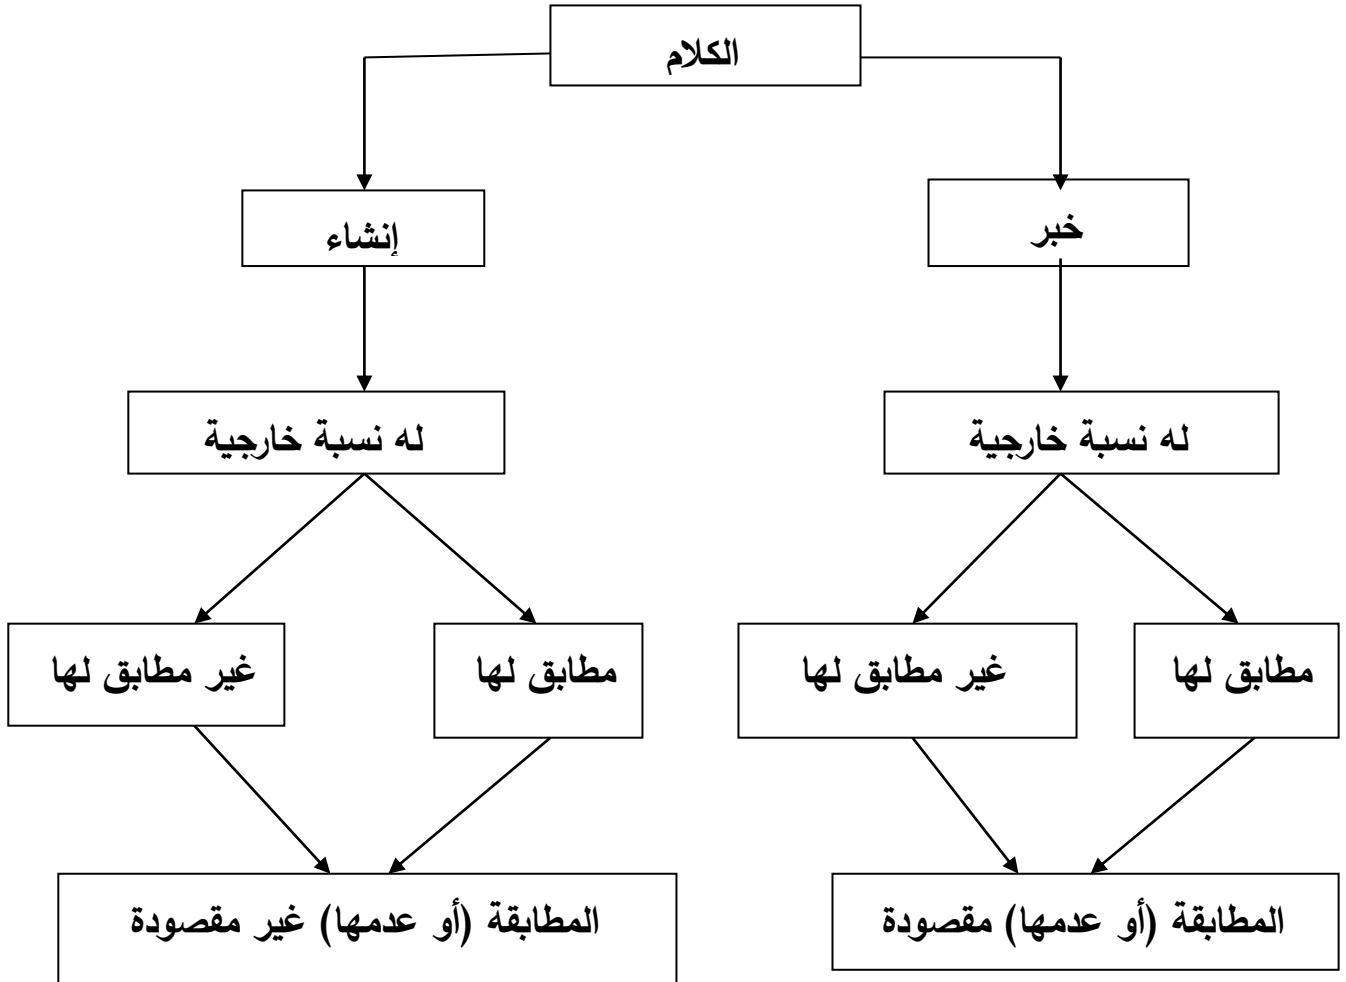 الكلام
خبر
إنشاء
له نسبة خارجية
له نسبة خارجية
مطابق لها
غير مطابق لها
مطابق لها
غير مطابق لها
المطابقة (أو عدمها) مقصودة
المطابقة (أو عدمها) غير مقصودة